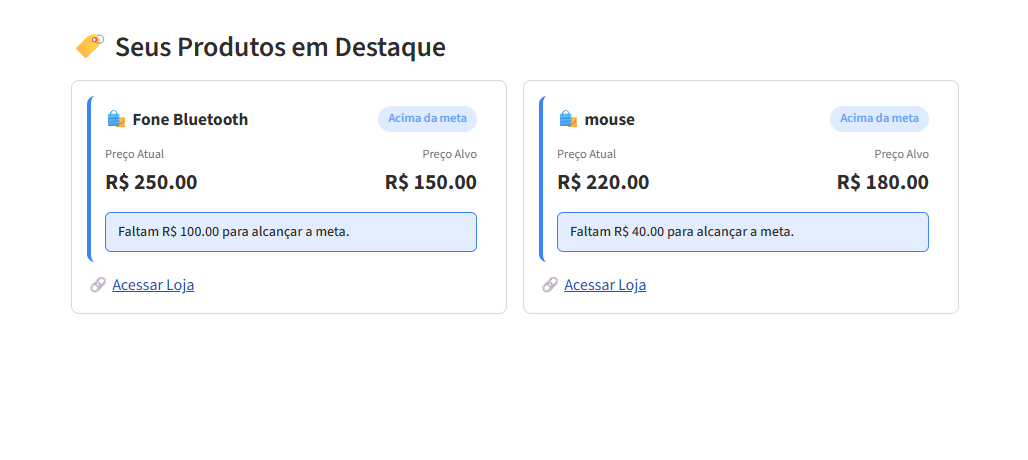 Seus Produtos em Destaque
Fone Bluetooth
Acima da meta
Preço Atual
Preço Alvo
R$ 250.00
R$ 150.00
Faltam R$ 100.00 para alcançar a meta.
Acessar Loja
mouse
Acima da meta
Preço Atual
Preço Alvo
R$ 220.00
R$ 180.00
Faltam R$ 40.00 para alcançar a meta.
Acessar Loja